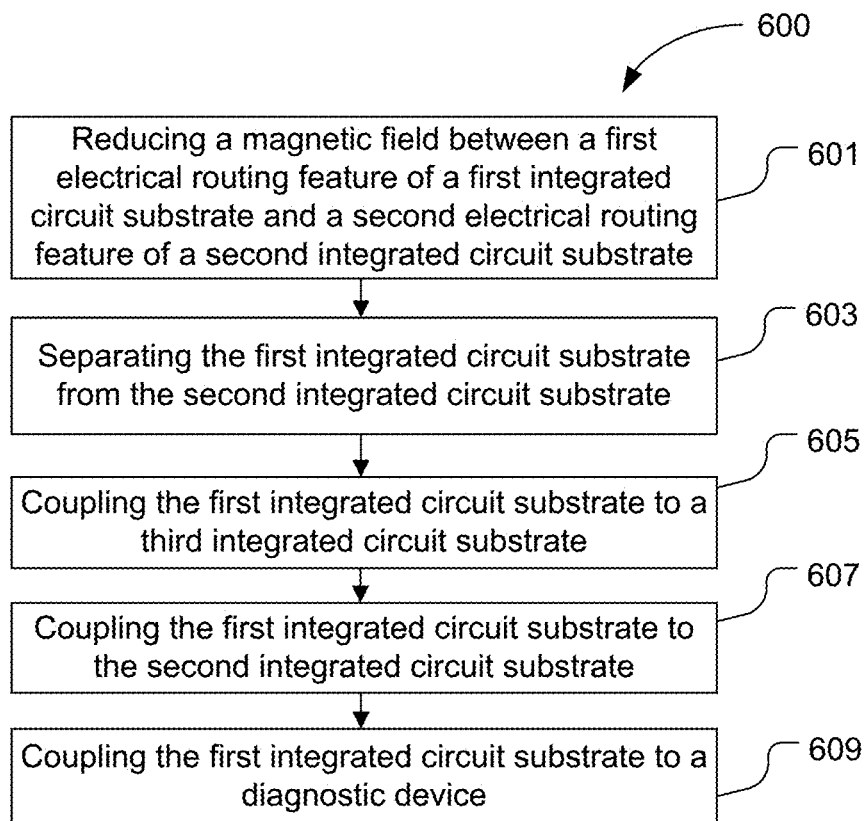 600
Reducing a magnetic field between a first
electrical routing feature of a first integrated
circuit substrate and a second electrical routing
feature of a second integrated circuit substrate
601
Separating the first integrated circuit substrate
from the second integrated circuit substrate
603
Coupling the first integrated circuit substrate to a
third integrated circuit substrate
605
Coupling the first integrated circuit substrate to
the second integrated circuit substrate
607
Coupling the first integrated circuit substrate to a
diagnostic device
609